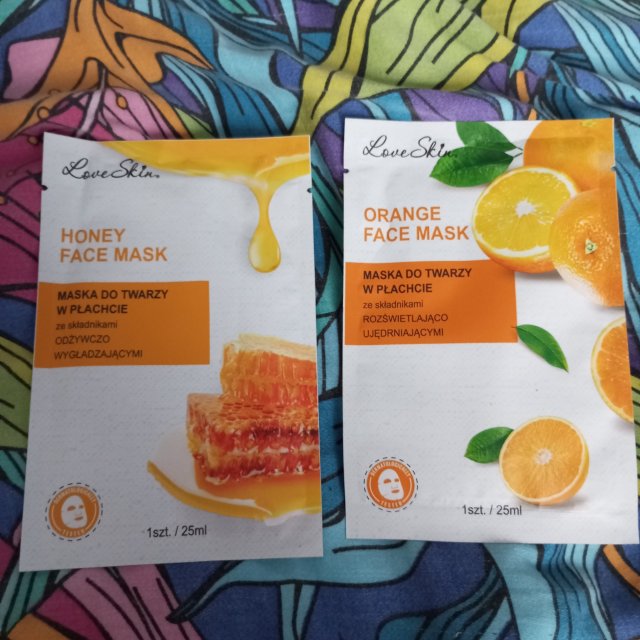 Love Skin
HONEY
FACE MASK
MASKA DO TWARZY
W PŁACHCIE
ze składnikami
ODŻYWCZO
WYGŁADZAJĄCYMI
1szt. / 25ml
Love Skin
ORANGE
FACE MASK
MASKA DO TWARZY
W PŁACHCIE
ze składnikami
ROZŚWIETLAJĄCO
UJĘDRNIAJĄCYMI
1szt. / 25ml